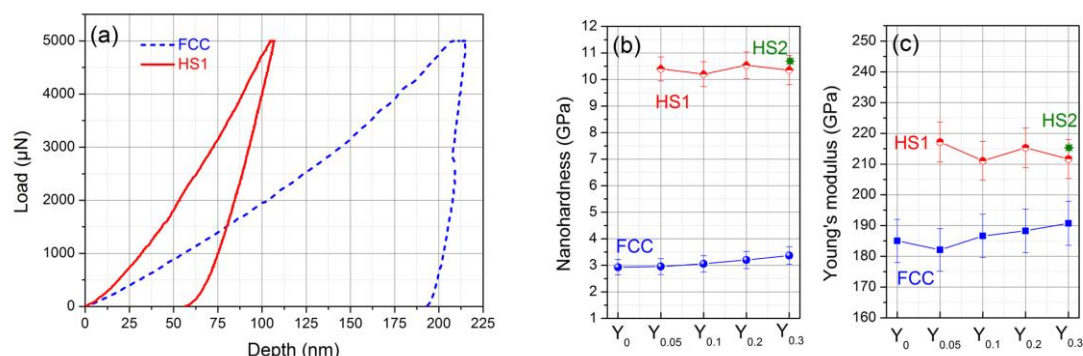 (a)
FCC
HS1
Load (µN)
5000
4000
3000
2000
1000
0
0 25 50 75 100 125 150 175 200 225
Depth (nm)
(b)
HS2
HS1
FCC
Nanohardness (GPa)
12
11
10
9
8
7
6
5
4
3
2
1
Y0 Y0.05 Y0.1 Y0.2 Y0.3
(c)
HS1
HS2
FCC
Young's modulus (GPa)
250
240
230
220
210
200
190
180
170
160
Y0 Y0.05 Y0.1 Y0.2 Y0.3